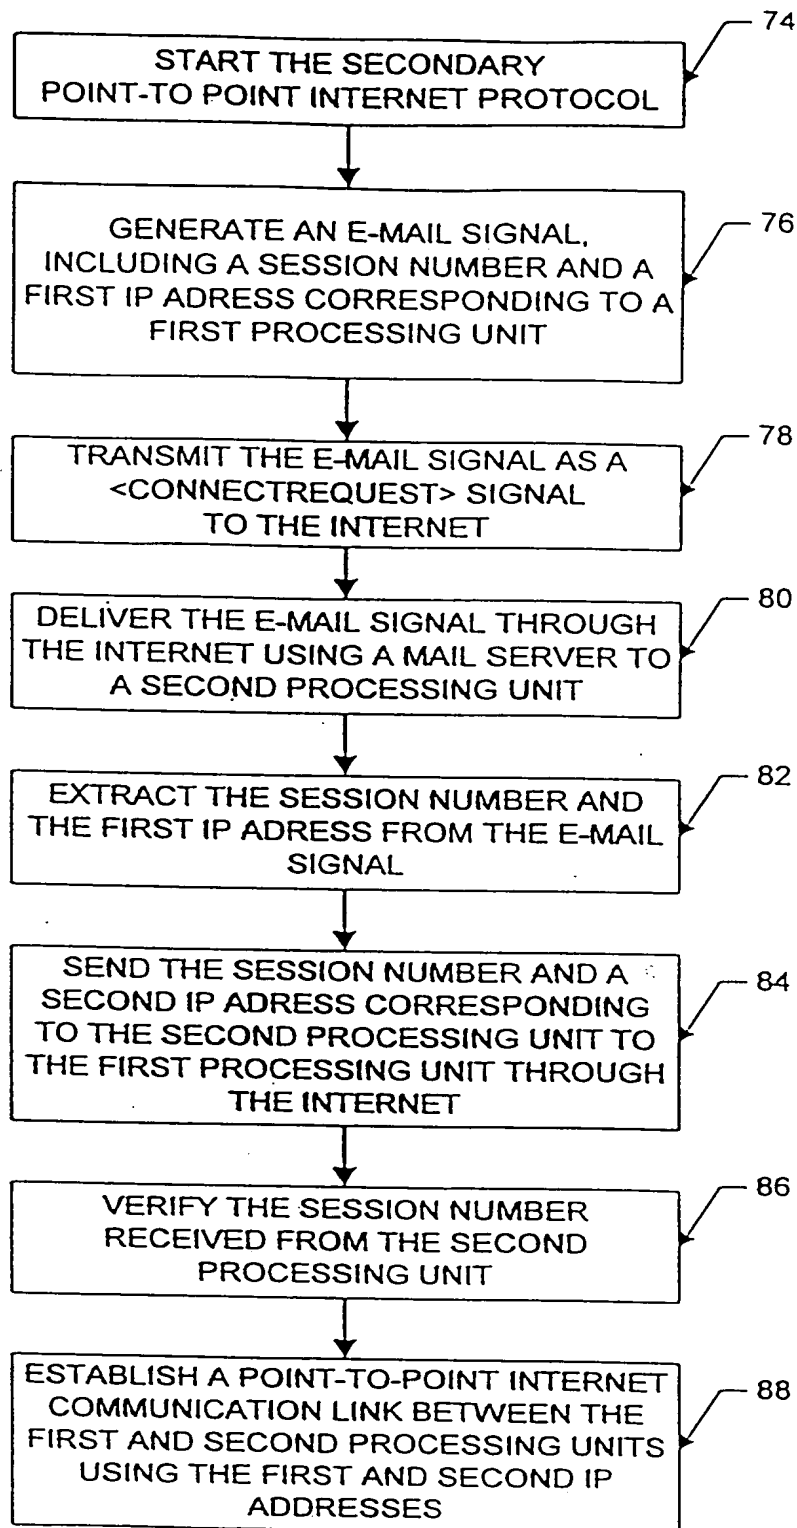 74
START THE SECONDARY
POINT-TO POINT INTERNET PROTOCOL
76
GENERATE AN E-MAIL SIGNAL,
INCLUDING A SESSION NUMBER AND A
FIRST IP ADRESS CORRESPONDING TO A
FIRST PROCESSING UNIT
78
TRANSMIT THE E-MAIL SIGNAL AS A
<CONNECTREQUEST> SIGNAL
TO THE INTERNET
80
DELIVER THE E-MAIL SIGNAL THROUGH
THE INTERNET USING A MAIL SERVER TO
A SECOND PROCESSING UNIT
82
EXTRACT THE SESSION NUMBER AND
THE FIRST IP ADRESS FROM THE E-MAIL
SIGNAL
84
SEND THE SESSION NUMBER AND A
SECOND IP ADRESS CORRESPONDING
TO THE SECOND PROCESSING UNIT TO
THE FIRST PROCESSING UNIT THROUGH
THE INTERNET
86
VERIFY THE SESSION NUMBER
RECEIVED FROM THE SECOND
PROCESSING UNIT
88
ESTABLISH A POINT-TO-POINT INTERNET
COMMUNICATION LINK BETWEEN THE
FIRST AND SECOND PROCESSING UNITS
USING THE FIRST AND SECOND IP
ADDRESSES